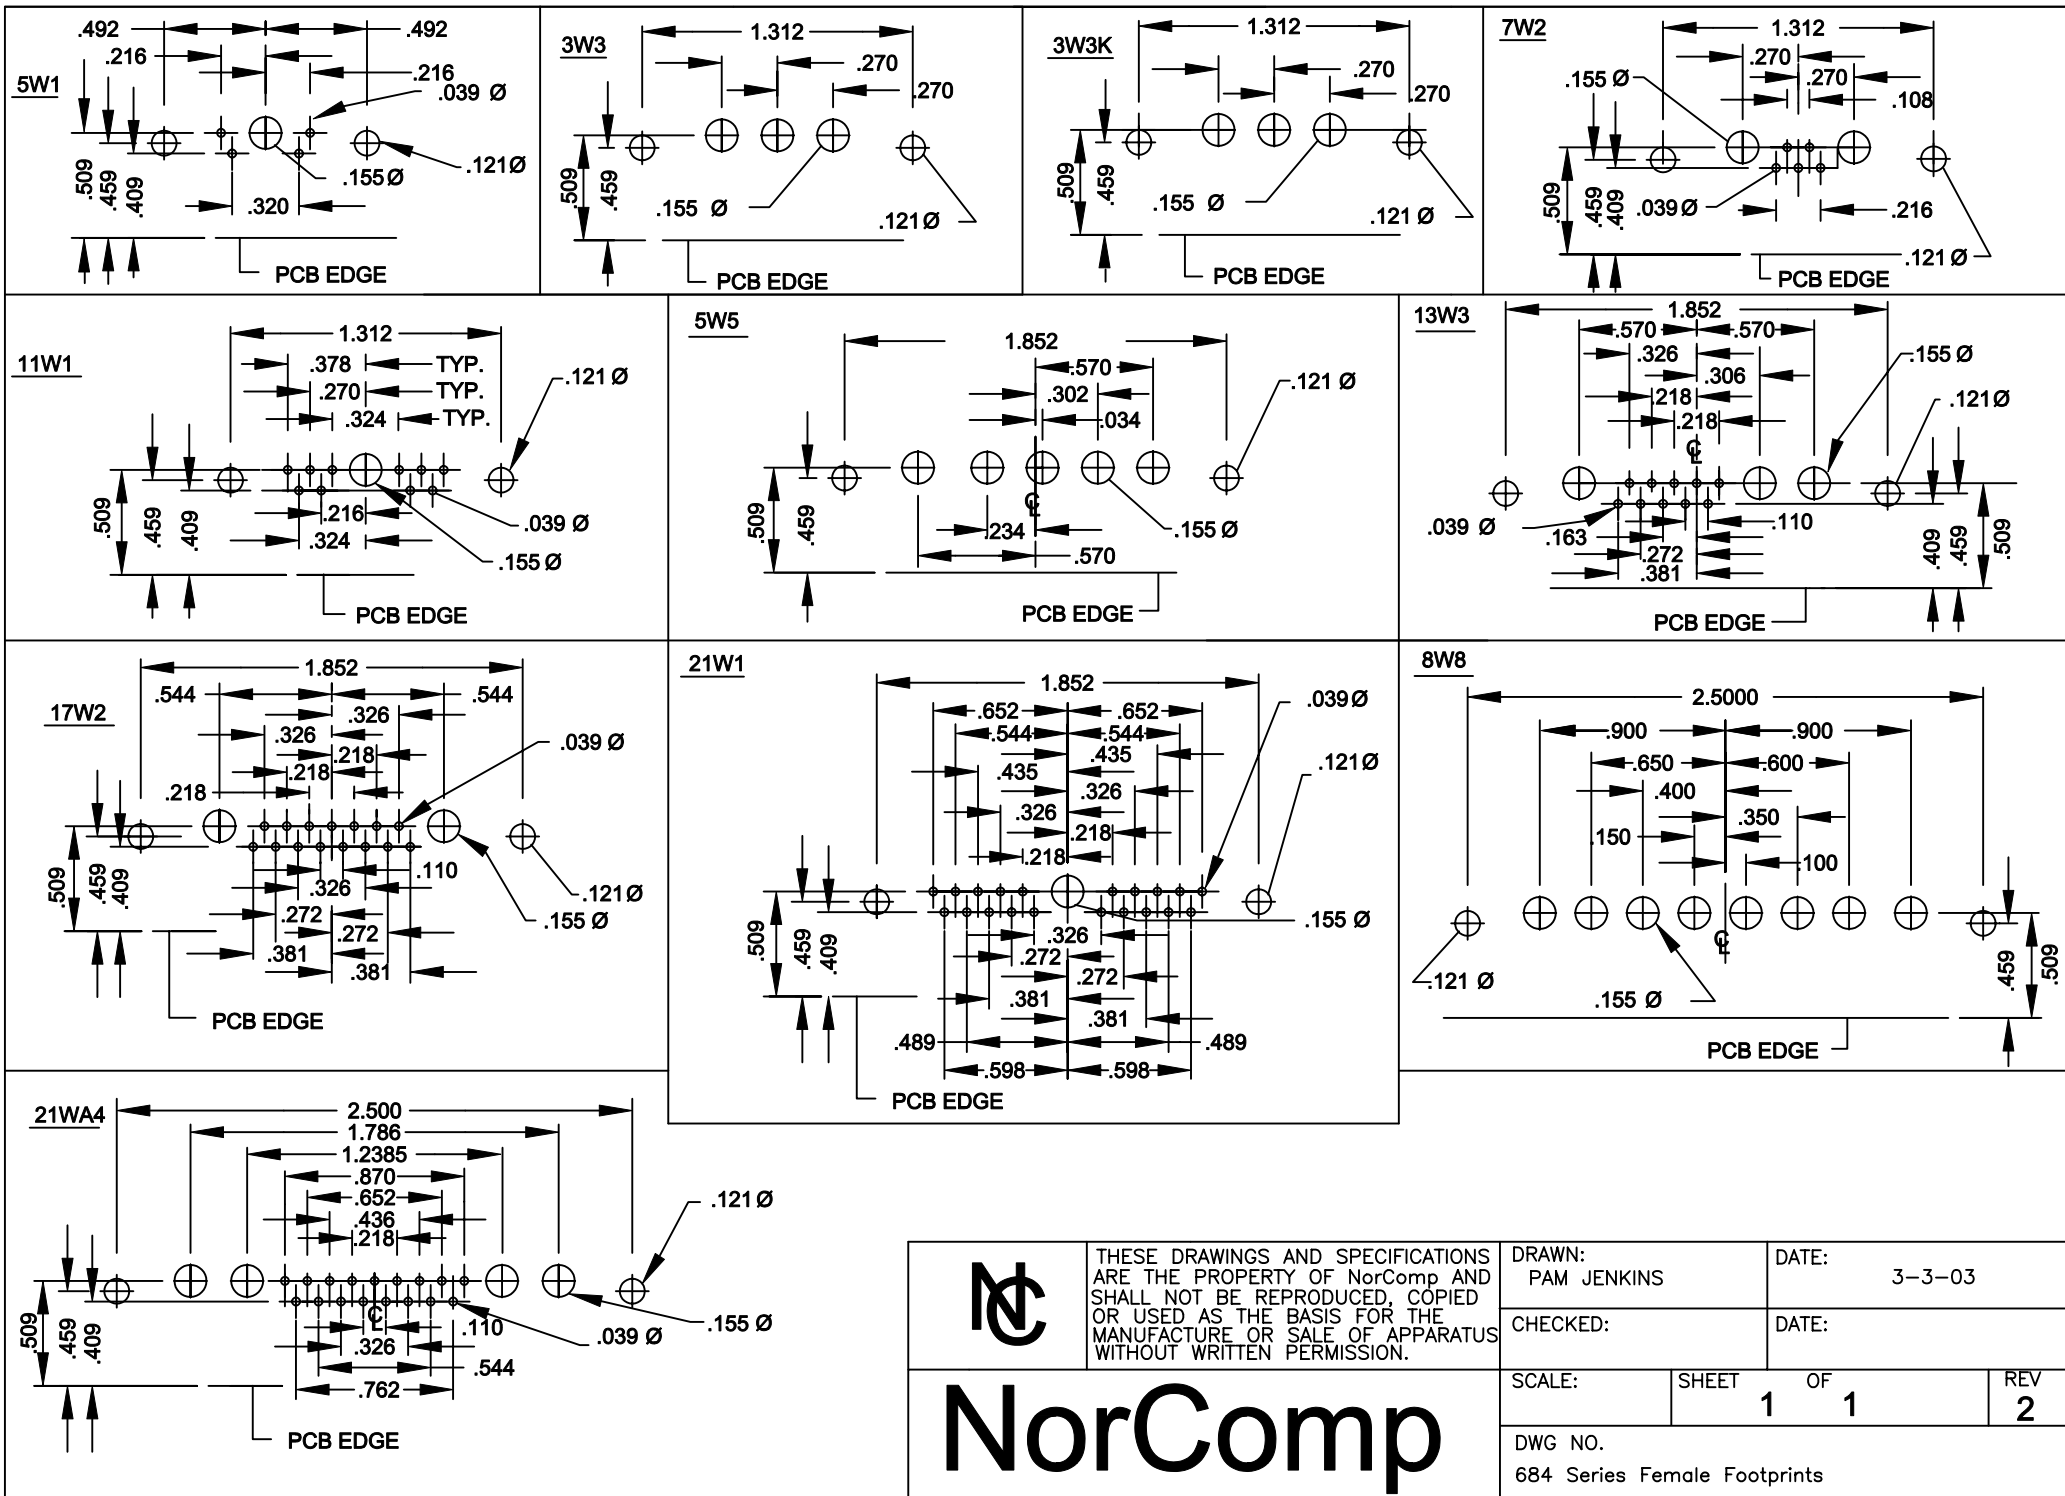 5W1
.492 .492
.216
.216
.039 Ø
.509
.459
.409
.121Ø
.155Ø
.320
PCB EDGE
3W3
1.312
.270
.270
.509
.459
.155 Ø
.121Ø
PCB EDGE
3W3K
1.312
.270
.270
.509
.459
.155 Ø
.121Ø
PCB EDGE
7W2
1.312
.270
.270
.155 Ø
.108
.509
.459
.409
.039Ø
.216
.121Ø
PCB EDGE
11W1
1.312
.378 TYP.
.270 TYP.
.324 TYP.
.121Ø
.509
.459
.409
.216
.039 Ø
.324
.155Ø
PCB EDGE
5W5
1.852
.570
.302
.034
.121Ø
.509
.459
CL
.234
.155Ø
.570
PCB EDGE
13W3
1.852
.570 .570
.326
.155Ø
.306
.218
.121Ø
.218
CL
.039 Ø
.110
.163
.272
.381
.409
.459
.509
PCB EDGE
17W2
1.852
.544 .544
.326
.326
.039Ø
.218
.218
.218
.509
.459
.409
.110
.326
.121Ø
.155 Ø
.272
.272
.381
.381
PCB EDGE
21W1
1.852
.652 .652
.039Ø
.544 .544
.435
.435
.121Ø
.326
.326
.218
.218
.509
.459
.409
.155 Ø
.326
.272
.272
.381
.381
.489 .489
.598 .598
PCB EDGE
8W8
2.5000
.900 .900
.650 .600
.400
.350
.150
.100
CL
.121 Ø
.155 Ø
.459
.509
PCB EDGE
21WA4
2.500
1.786
1.2385
.870
.652
.436
.218
.121Ø
.509
.459
.409
CL
.110
.039 Ø
.155 Ø
.326
.544
.762
PCB EDGE
NC
THESE DRAWINGS AND SPECIFICATIONS
ARE THE PROPERTY OF NorComp AND
SHALL NOT BE REPRODUCED, COPIED
OR USED AS THE BASIS FOR THE
MANUFACTURE OR SALE OF APPARATUS
WITHOUT WRITTEN PERMISSION.
NorComp
DRAWN:
PAM JENKINS
DATE:
3-3-03
CHECKED:
DATE:
SCALE:
SHEET 1 OF 1
REV
2
DWG NO.
684 Series Female Footprints